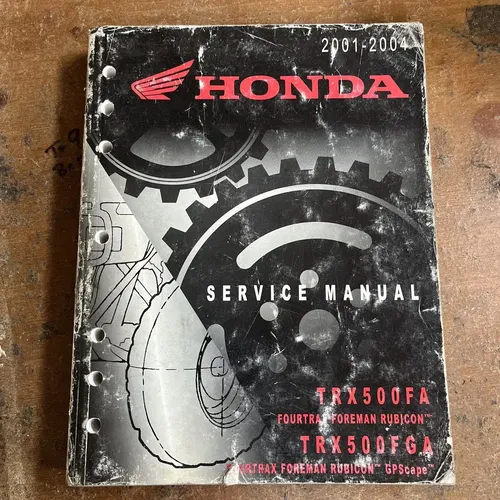 2001-2004
HONDA
SERVICE MANUAL
TRX500FA
FOURTRAX FOREMAN RUBICON™
TRX500FGA
FOURTRAX FOREMAN RUBICON™ GPScape™